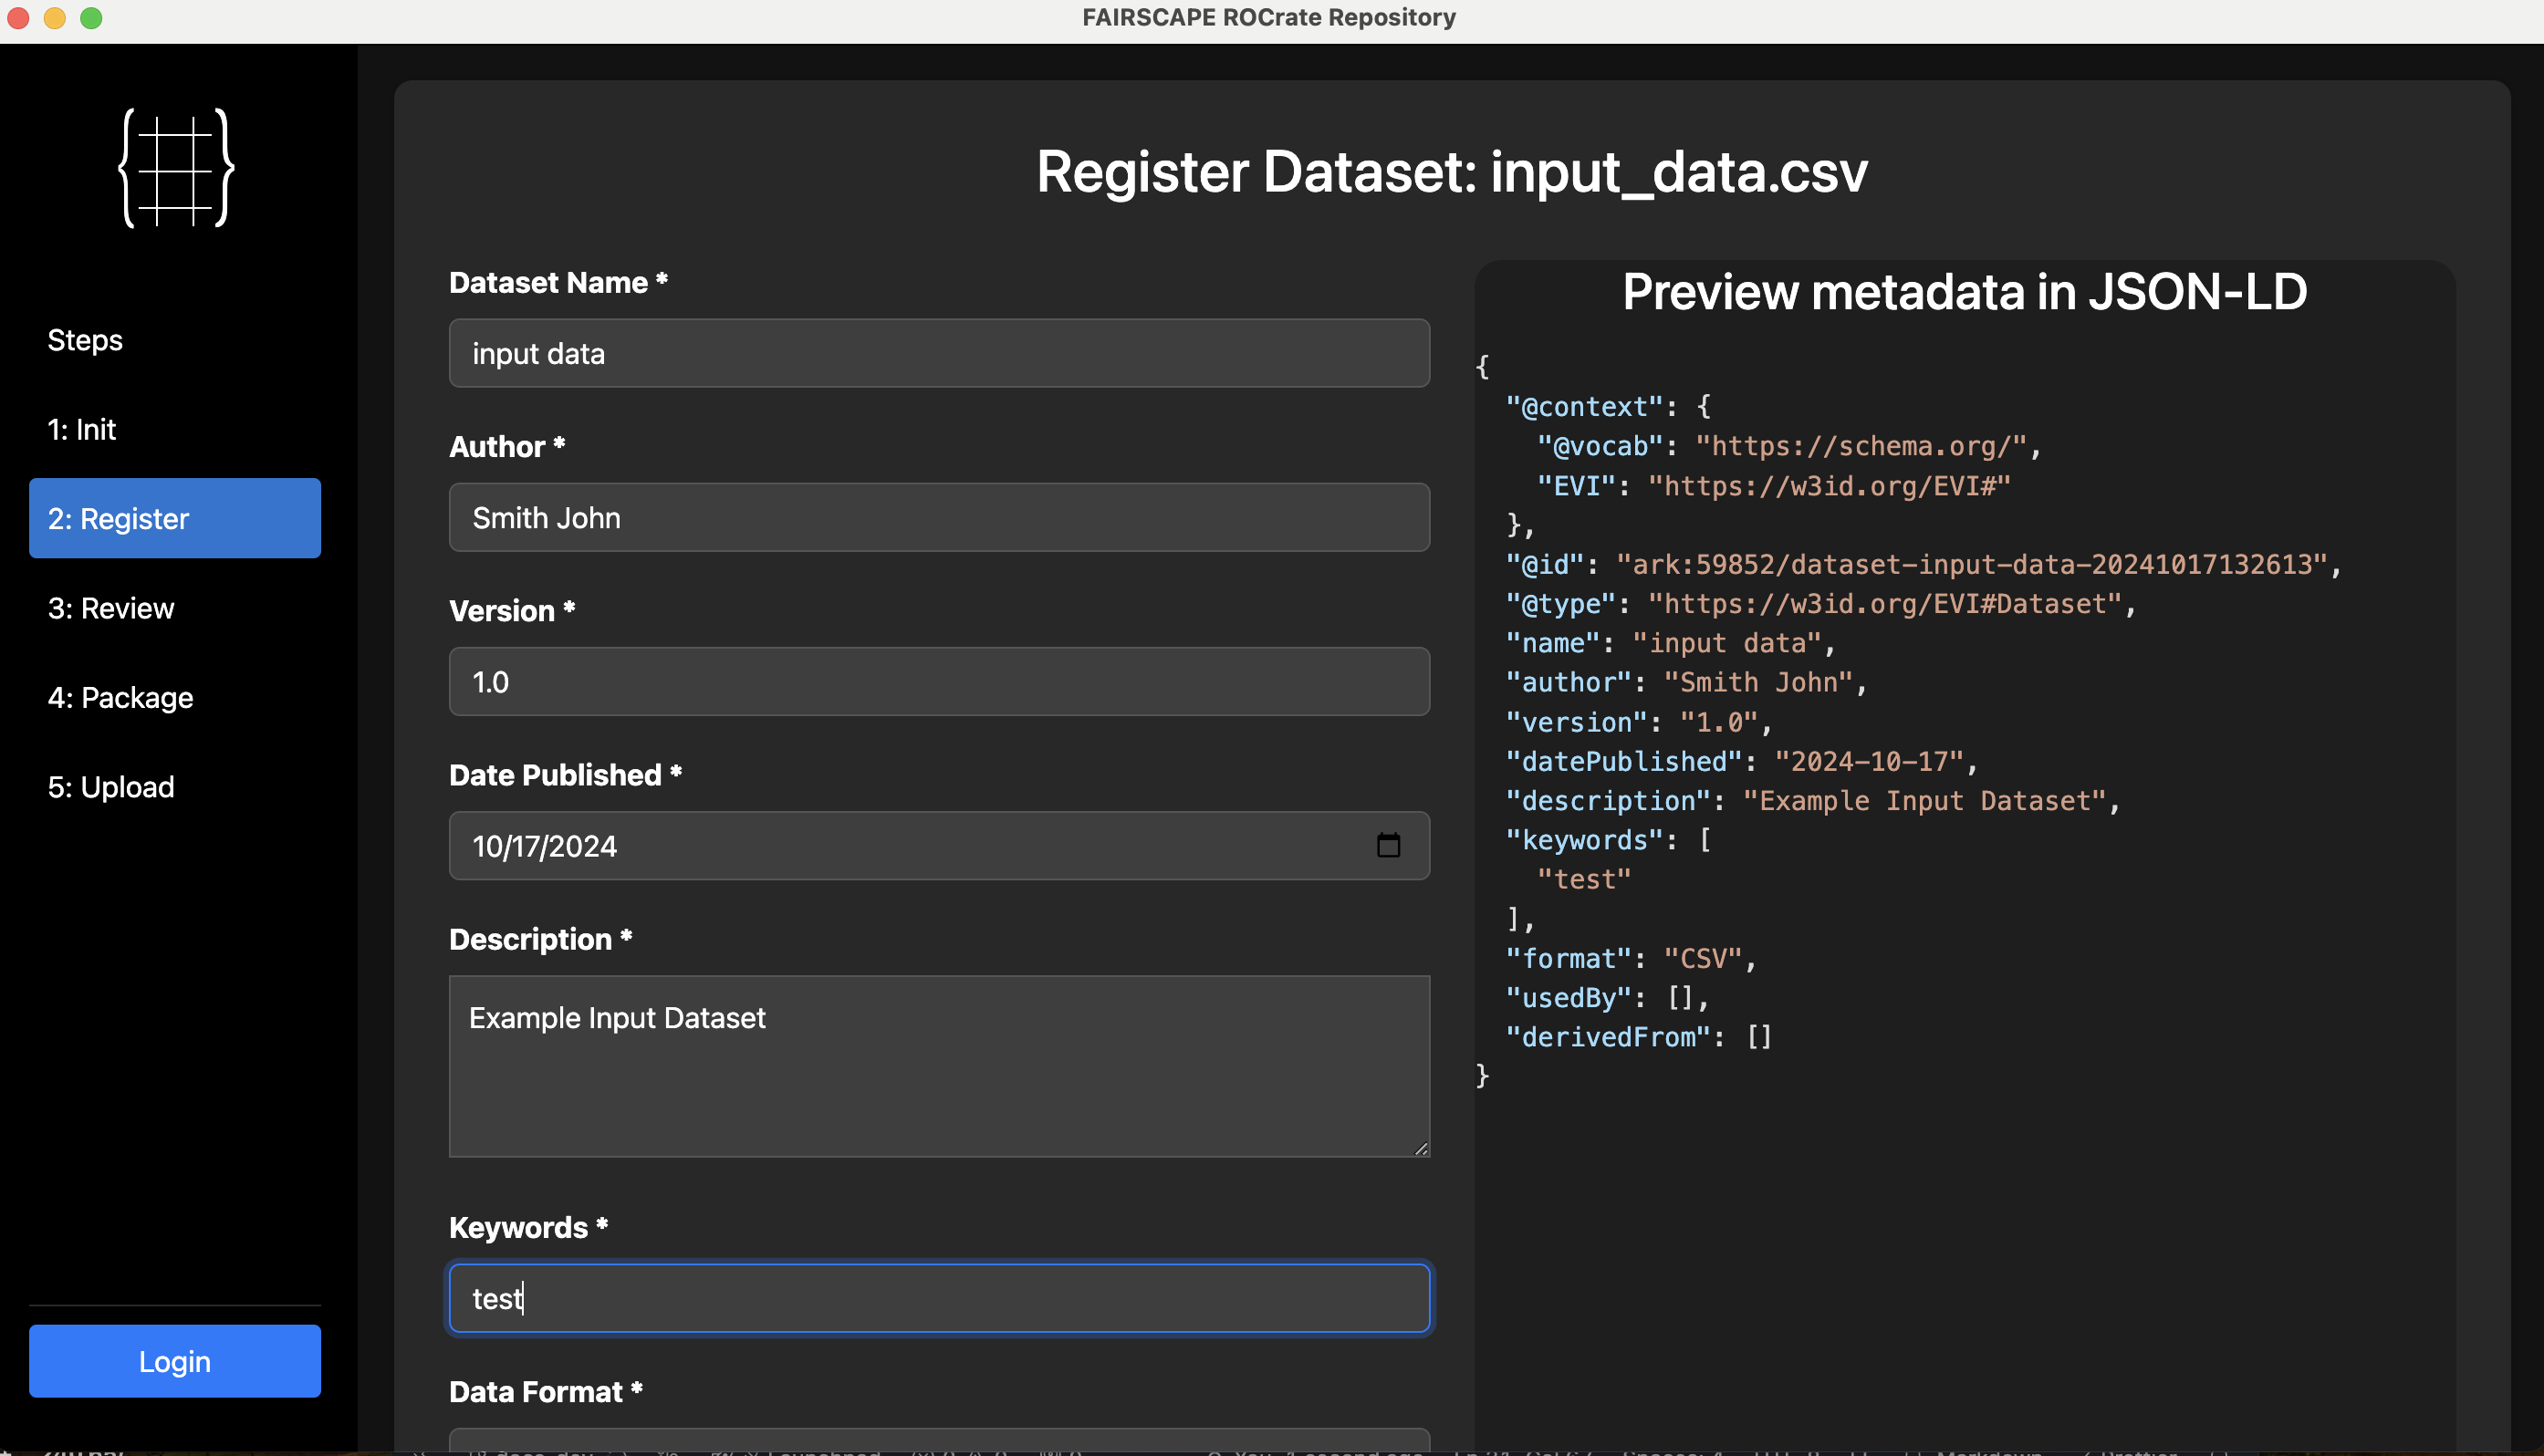 FAIRSCAPE ROCrate Repository
Steps
1: Init
2: Register
3: Review
4: Package
5: Upload
Login
Register Dataset: input_data.csv
Dataset Name *
input data
Author *
Smith John
Version *
1.0
Date Published *
10/17/2024
Description *
Example Input Dataset
Keywords *
test
Data Format *
Preview metadata in JSON-LD
{
"@context": {
"@vocab": "https://schema.org/",
"EVI": "https://w3id.org/EVI#"
},
"@id": "ark:59852/dataset-input-data-20241017132613",
"@type": "https://w3id.org/EVI#Dataset",
"name": "input data",
"author": "Smith John",
"version": "1.0",
"datePublished": "2024-10-17",
"description": "Example Input Dataset",
"keywords": [
"test"
],
"format": "CSV",
"usedBy": [],
"derivedFrom": []
}